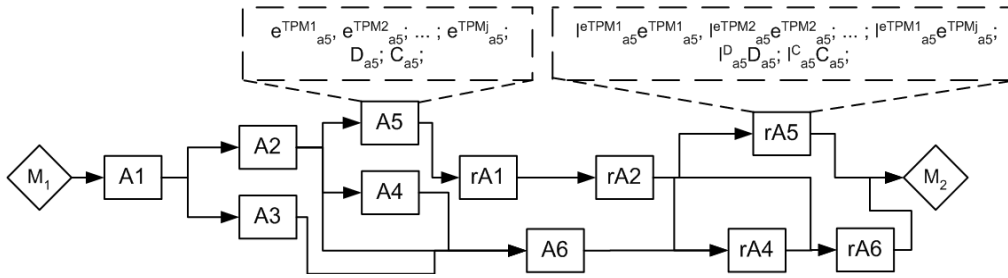 e^TPM1_a5, e^TPM2_a5; ... ; e^TPMj_a5;
D_a5; C_a5;
I^eTPM1_a5 e^TPM1_a5, I^eTPM2_a5 e^TPM2_a5; ... ; I^eTPM1_a5 e^TPMj_a5;
I^D_a5 D_a5; I^C_a5 C_a5;
A5
rA5
A2
M1
A1
A4
rA1
rA2
M2
A3
A6
rA4
rA6